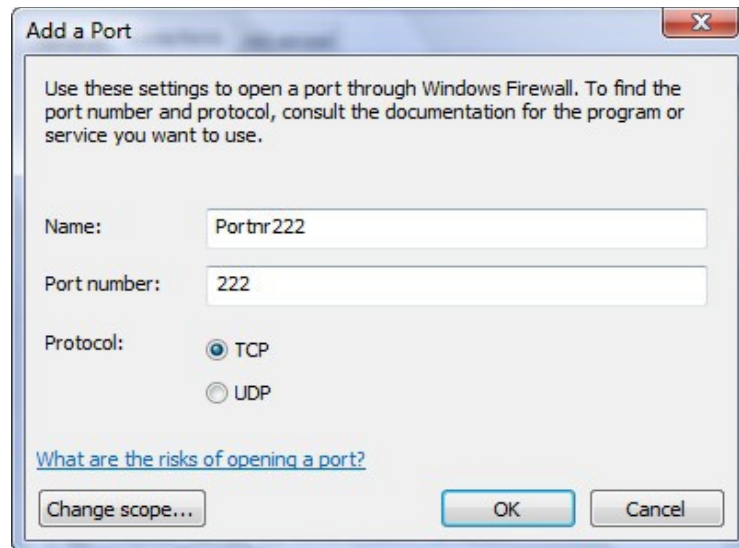 Add a Port
Use these settings to open a port through Windows Firewall. To find the
port number and protocol, consult the documentation for the program or
service you want to use.
Name: Portnr222
Port number: 222
Protocol: TCP
UDP
What are the risks of opening a port?
Change scope... OK Cancel